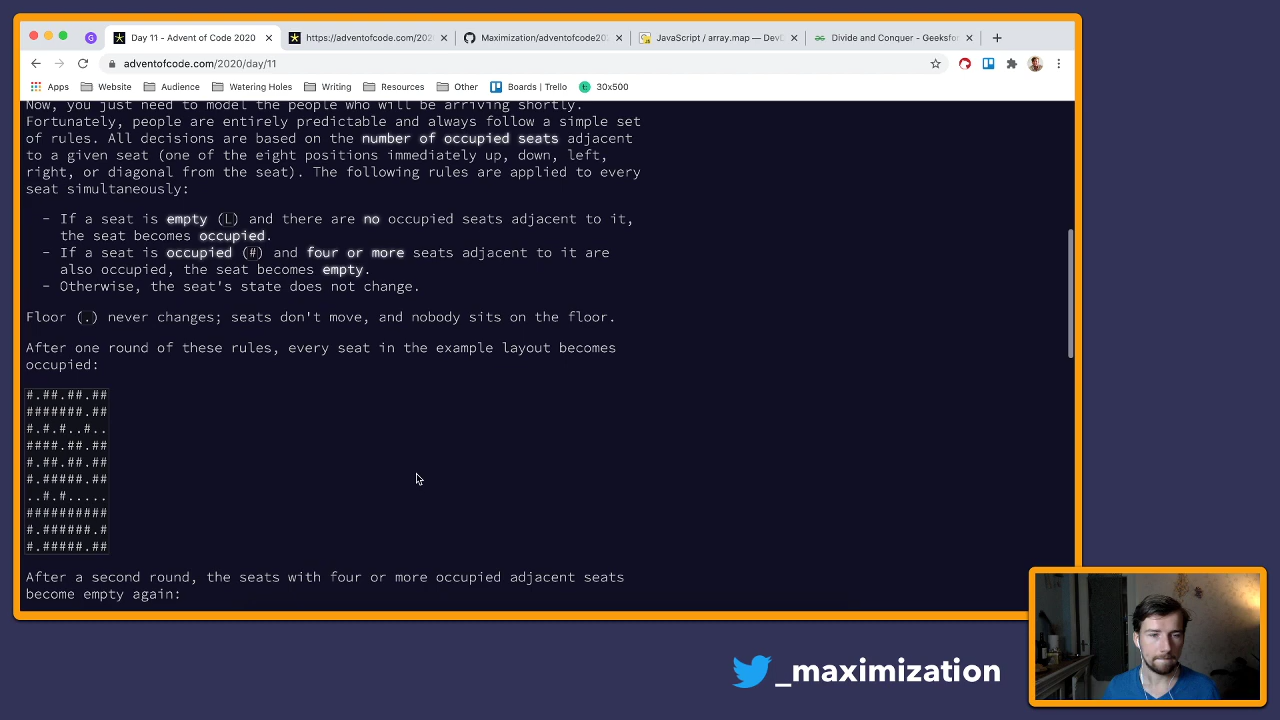 Day 11 - Advent of Code 2020
https://adventofcode.com/202
Maximization/adventofcode20
JavaScript / array.map — DevD
Divide and Conquer - Geeksfo
adventofcode.com/2020/day/11
Apps
Website
Audience
Watering Holes
Writing
Resources
Other
Boards | Trello
30x500
Now, you just need to model the people who will be arriving shortly.
Fortunately, people are entirely predictable and always follow a simple set
of rules. All decisions are based on the number of occupied seats adjacent
to a given seat (one of the eight positions immediately up, down, left,
right, or diagonal from the seat). The following rules are applied to every
seat simultaneously:
- If a seat is empty (L) and there are no occupied seats adjacent to it,
the seat becomes occupied.
- If a seat is occupied (#) and four or more seats adjacent to it are
also occupied, the seat becomes empty.
- Otherwise, the seat's state does not change.
Floor (.) never changes; seats don't move, and nobody sits on the floor.
After one round of these rules, every seat in the example layout becomes
occupied:
#.##.##.##
#######.##
#.#.#..#..
####.##.##
#.##.##.##
#.#####.##
..#.#.....
##########
#.######.#
#.#####.##
After a second round, the seats with four or more occupied adjacent seats
become empty again:
_maximization